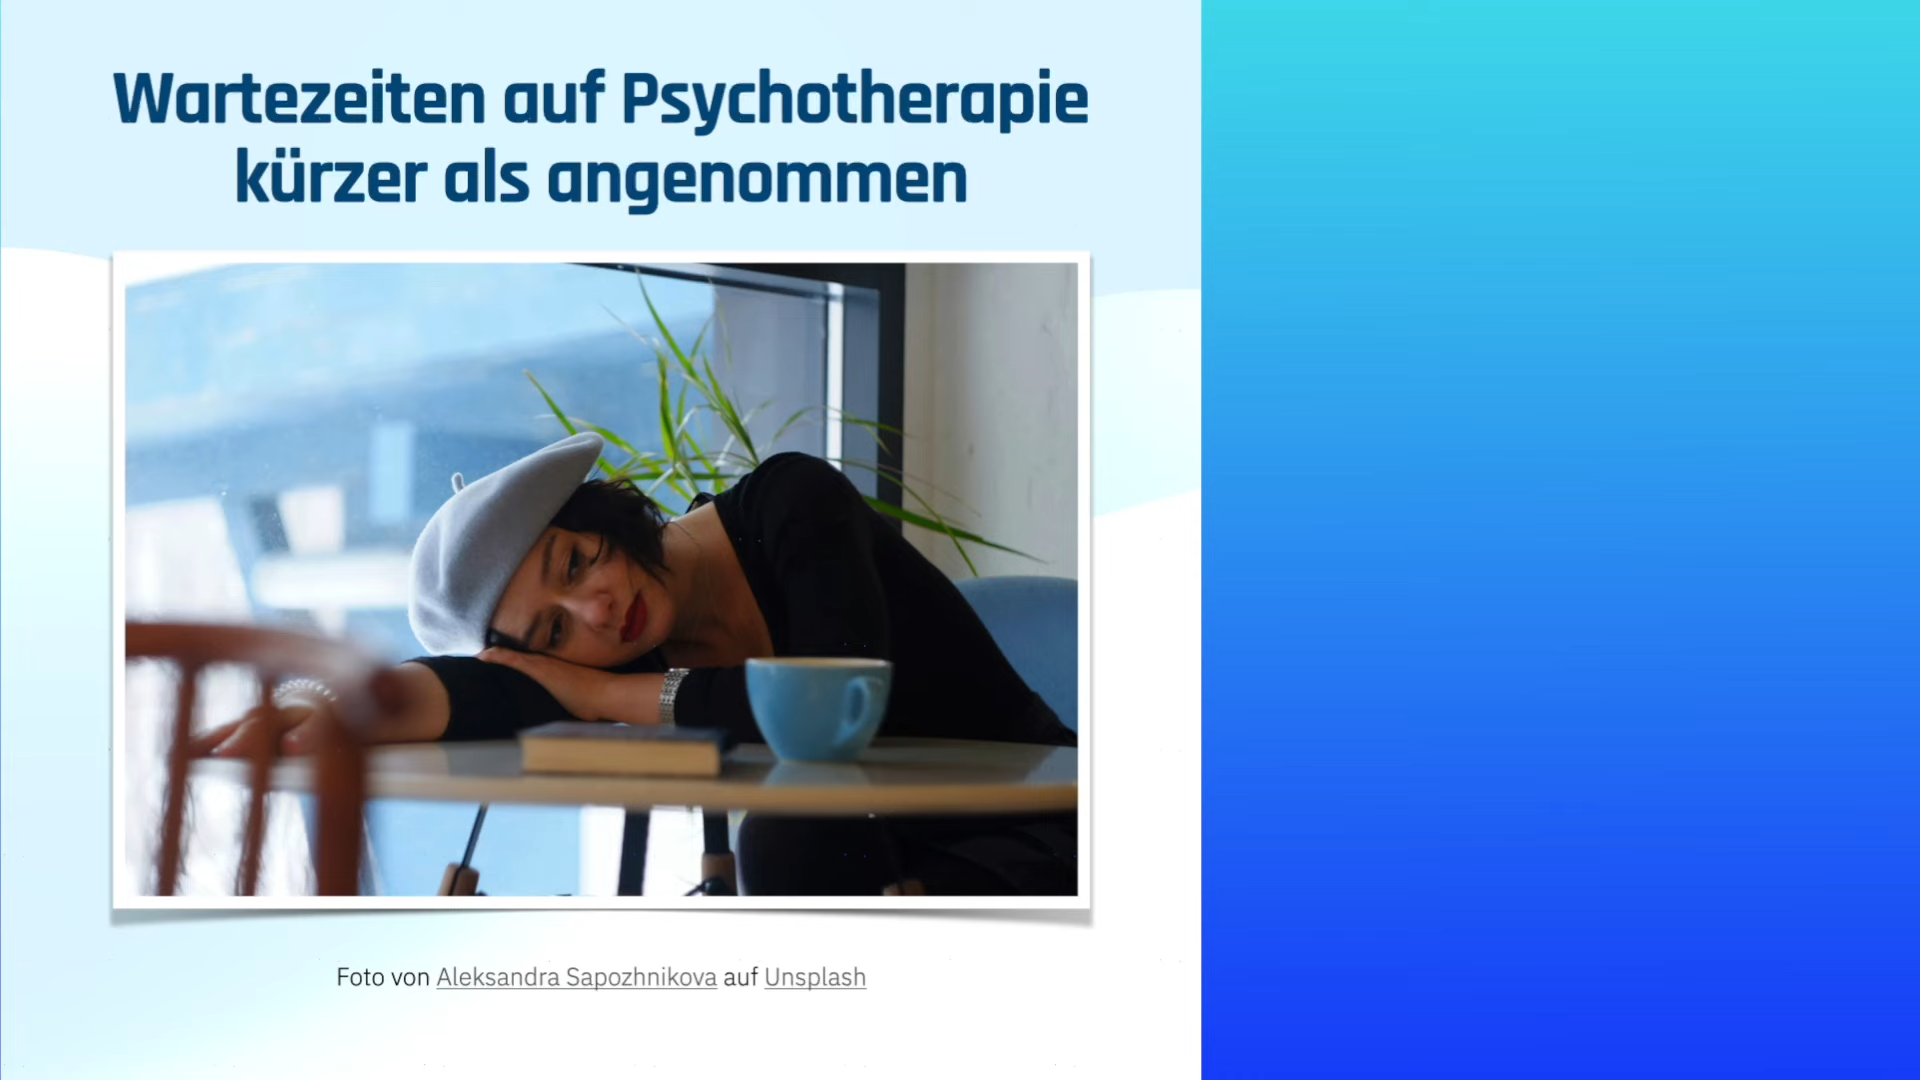 Wartezeiten auf Psychotherapie
kürzer als angenommen
Foto von Aleksandra Sapozhnikova auf Unsplash